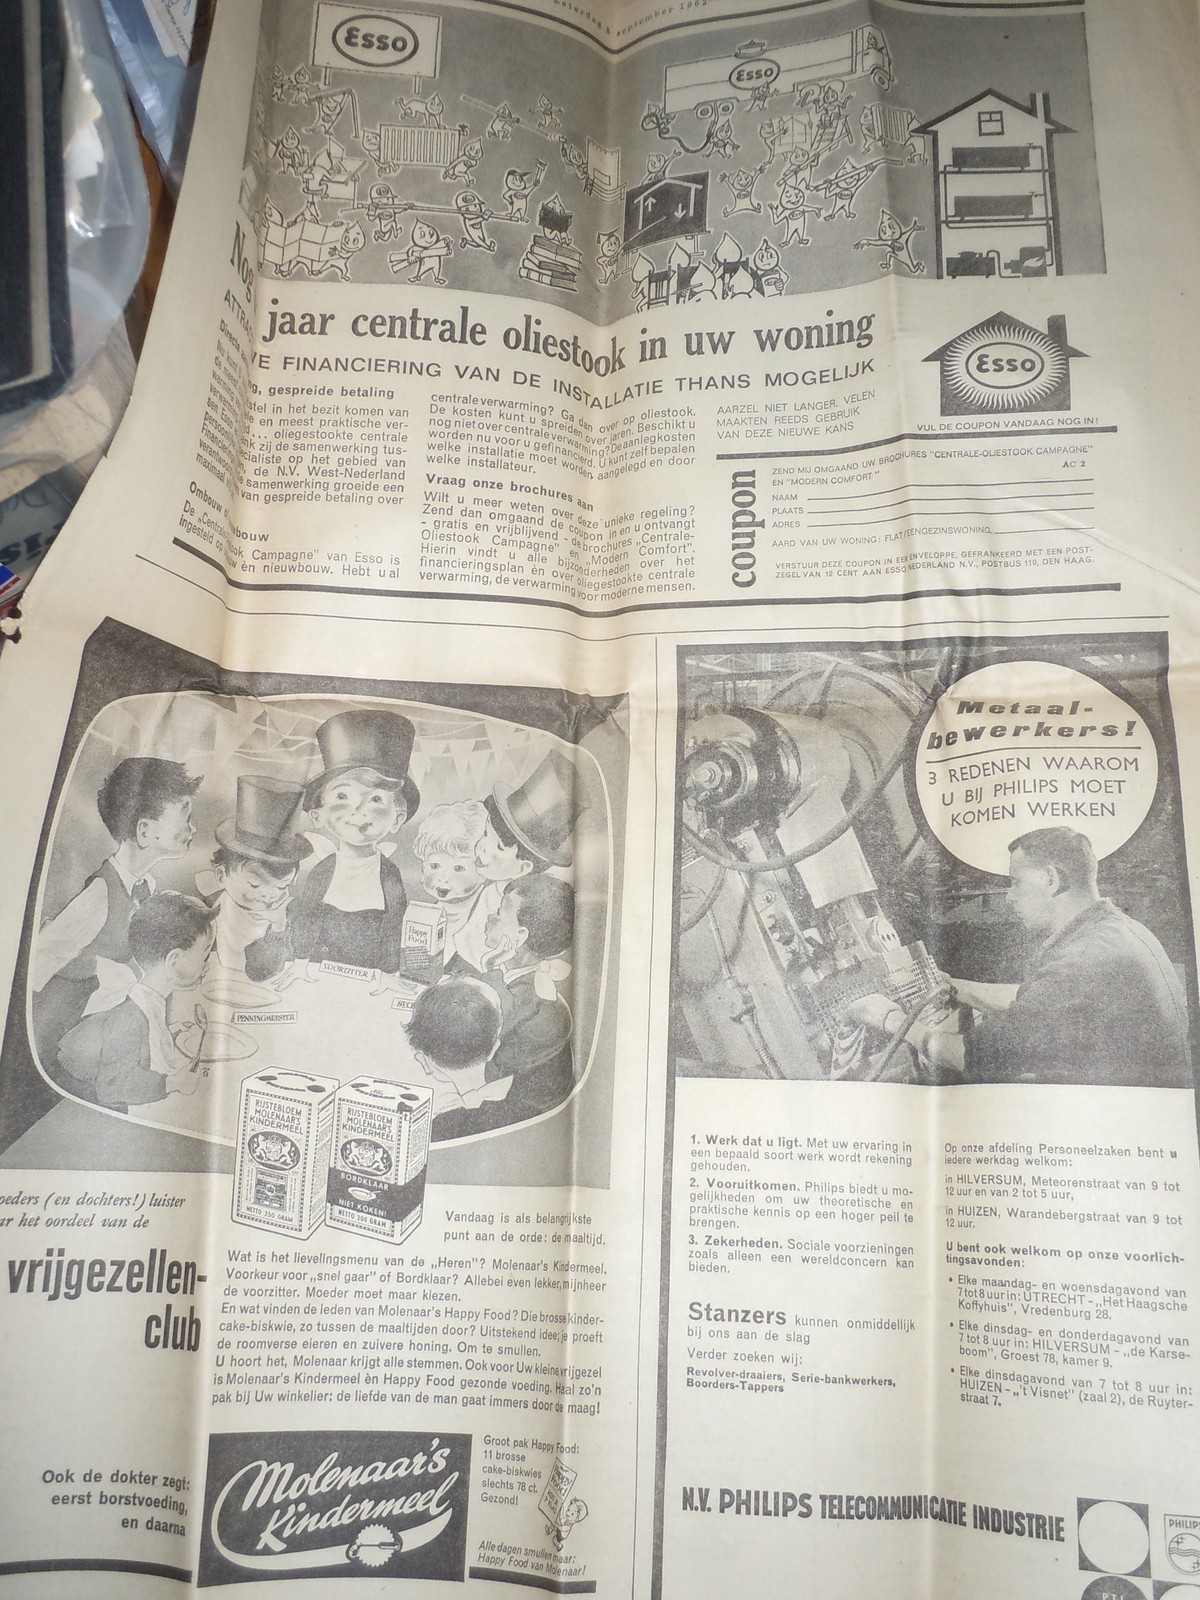 september 1962
Esso
Esso
Nog
jaar centrale oliestook in uw woning
FINANCIERING VAN DE INSTALLATIE THANS MOGELIJK
gespreide betaling
stel in het bezit komen van
en meest praktische ver-
oliegestookte centrale
zij de samenwerking tus-
op het gebied van
de N.V. West-Nederland
samenwerking groeide een
van gespreide betaling over
Ombouw
De „Centrale
Campagne” van Esso is
ingesteld op
èn nieuwbouw. Hebt u al
centrale verwarming? Ga dan over op oliestook.
De kosten kunt u spreiden over jaren. Beschikt u
nog niet over centrale verwarming? De aanlegkosten
worden nu voor u gefinancierd. U kunt zelf bepalen
welke installatie moet worden aangelegd en door
welke installateur.
Vraag onze brochures aan
Wilt u meer weten over deze unieke regeling?
Zend dan omgaand de coupon in en u ontvangt
- gratis en vrijblijvend - de brochures „Centrale-
Oliestook Campagne” en „Modern Comfort”.
Hierin vindt u alle bijzonderheden over het
financieringsplan èn over oliegestookte centrale
verwarming, de verwarming voor moderne mensen.
AARZEL NIET LANGER. VELEN
MAAKTEN REEDS GEBRUIK
VAN DEZE NIEUWE KANS
Esso
VUL DE COUPON VANDAAG NOG IN!
coupon
ZEND MIJ OMGAAND UW BROCHURES "CENTRALE-OLIESTOOK CAMPAGNE"
EN "MODERN COMFORT"
AC 2
NAAM
PLAATS
ADRES
AARD VAN UW WONING: FLAT/EENGEZINSWONING.
VERSTUUR DEZE COUPON IN EEN ENVELOPPE, GEFRANKEERD MET EEN POST-
ZEGEL VAN 12 CENT AAN ESSO NEDERLAND N.V., POSTBUS 110, DEN HAAG.
Happy
Food
VOORZITTER
PENNINGMEESTER
RIJSTEBLOEM
MOLENAAR'S
KINDERMEEL
NETTO 250 GRAM
RIJSTEBLOEM
MOLENAAR'S
KINDERMEEL
BORDKLAAR
NIET KOKEN!
NETTO 200 GRAM
oeders (en dochters!) luister
het oordeel van de
vrijgezellen-
club
Vandaag is als belangrijkste
punt aan de orde: de maaltijd.
Wat is het lievelingsmenu van de „Heren”? Molenaar's Kindermeel.
Voorkeur voor „snel gaar” of Bordklaar? Allebei even lekker, mijnheer
de voorzitter. Moeder moet maar kiezen.
En wat vinden de leden van Molenaar's Happy Food? Die brosse kinder-
cake-biskwie, zo tussen de maaltijden door? Uitstekend idee; je proeft
de roomverse eieren en zuivere honing. Om te smullen.
U hoort het, Molenaar krijgt alle stemmen. Ook voor Uw kleine vrijgezel
is Molenaar's Kindermeel èn Happy Food gezonde voeding. Haal zo'n
pak bij Uw winkelier: de liefde van de man gaat immers door de maag!
Ook de dokter zegt:
eerst borstvoeding,
en daarna
Molenaar's
Kindermeel
Groot pak Happy Food:
11 brosse
cake-biskwies
slechts 78 ct.
Gezond!
Alle dagen smullen maar:
Happy Food van Molenaar!
Metaal-
bewerkers!
3 REDENEN WAAROM
U BIJ PHILIPS MOET
KOMEN WERKEN
1. Werk dat u ligt. Met uw ervaring in
een bepaald soort werk wordt rekening
gehouden.
2. Vooruitkomen. Philips biedt u mo-
gelijkheden om uw theoretische en
praktische kennis op een hoger peil te
brengen.
3. Zekerheden. Sociale voorzieningen
zoals alleen een wereldconcern kan
bieden.
Stanzers kunnen onmiddellijk
bij ons aan de slag
Verder zoeken wij:
Revolver-draaiers, Serie-bankwerkers,
Boorders-Tappers
Op onze afdeling Personeelzaken bent u
iedere werkdag welkom:
in HILVERSUM, Meteorenstraat van 9 tot
12 uur en van 2 tot 5 uur,
in HUIZEN, Warandebergstraat van 9 tot
12 uur.
U bent ook welkom op onze voorlich-
tingsavonden:
• Elke maandag- en woensdagavond van
7 tot 8 uur in: UTRECHT - „Het Haagsche
Koffyhuis”, Vredenburg 28.
• Elke dinsdag- en donderdagavond van
7 tot 8 uur in: HILVERSUM - „de Karse-
boom”, Groest 78, kamer 9.
• Elke dinsdagavond van 7 tot 8 uur in:
HUIZEN - „'t Visnet” (zaal 2), de Ruyter-
straat 7.
N.V. PHILIPS TELECOMMUNICATIE INDUSTRIE
PHILIPS
PTI